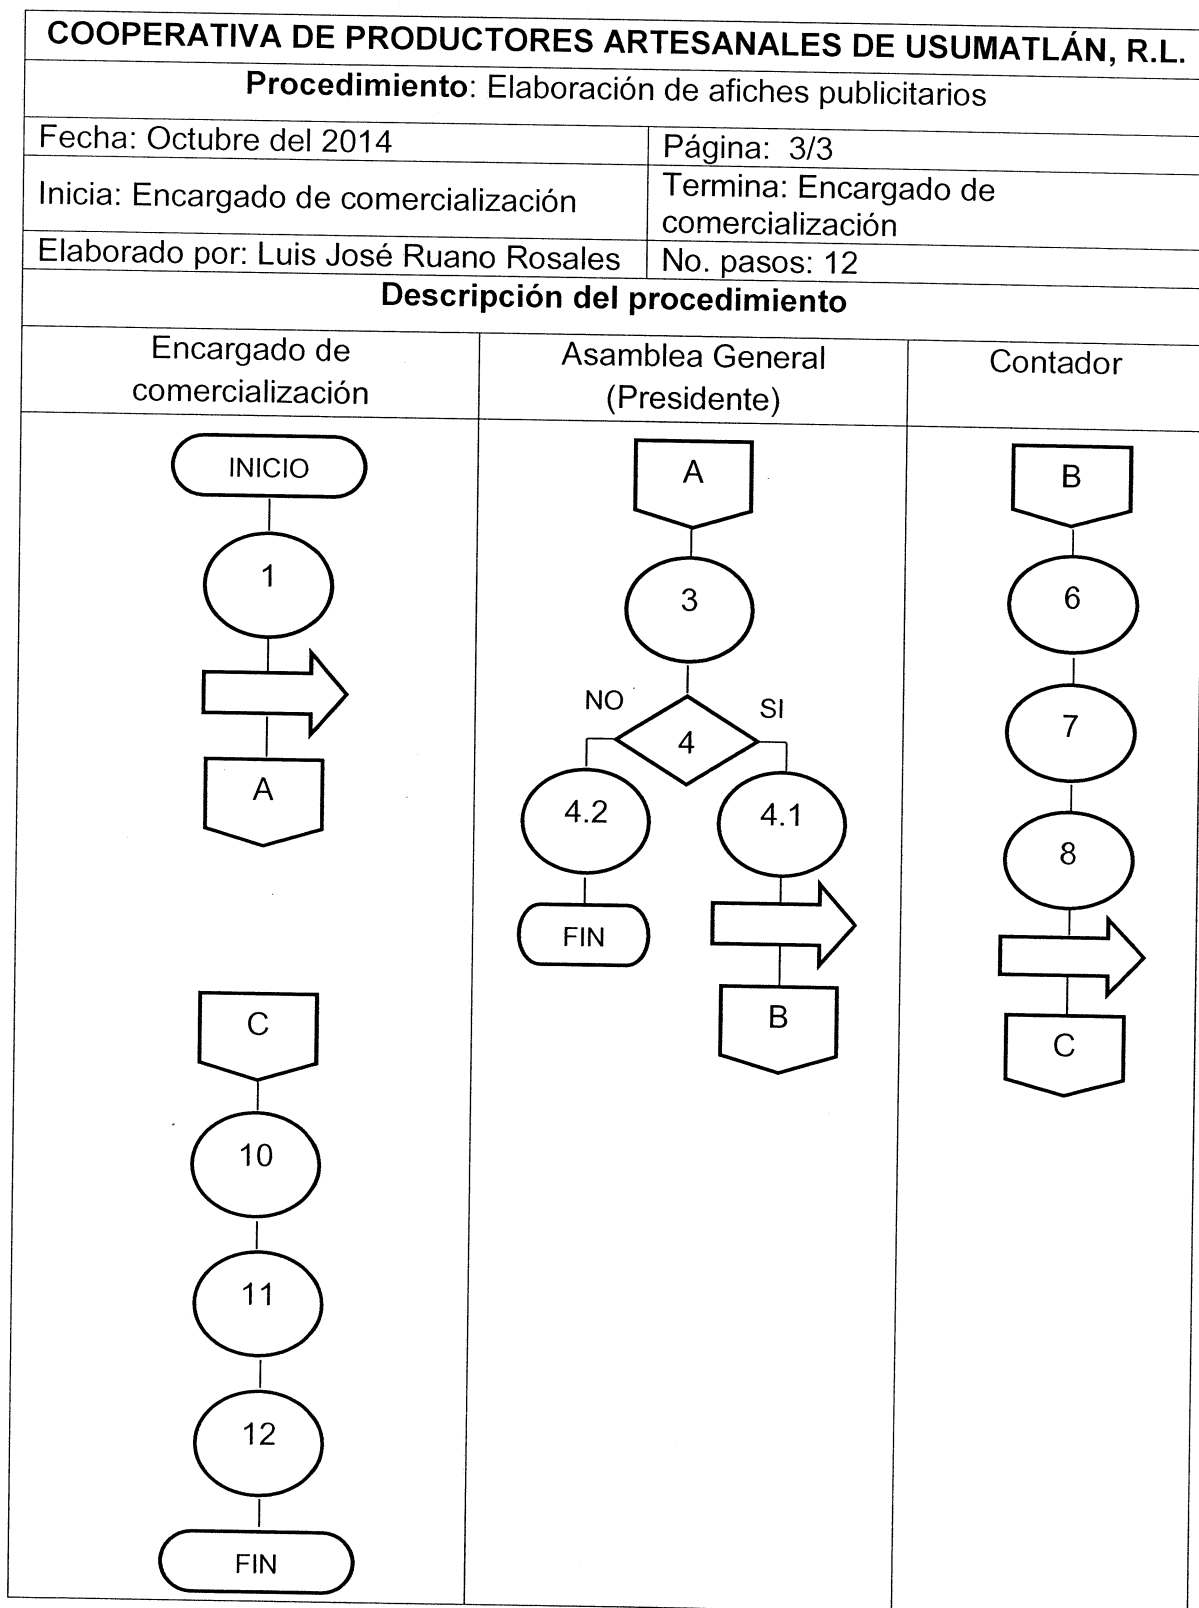 COOPERATIVA DE PRODUCTORES ARTESANALES DE USUMATLÁN, R.L.
Procedimiento: Elaboración de afiches publicitarios
Fecha: Octubre del 2014
Página: 3/3
Inicia: Encargado de comercialización
Termina: Encargado de
comercialización
Elaborado por: Luis José Ruano Rosales
No. pasos: 12
Descripción del procedimiento
Encargado de
comercialización
Asamblea General
(Presidente)
Contador
INICIO
1
A
C
10
11
12
FIN
A
3
NO
SI
4
4.2
4.1
FIN
B
B
6
7
8
C